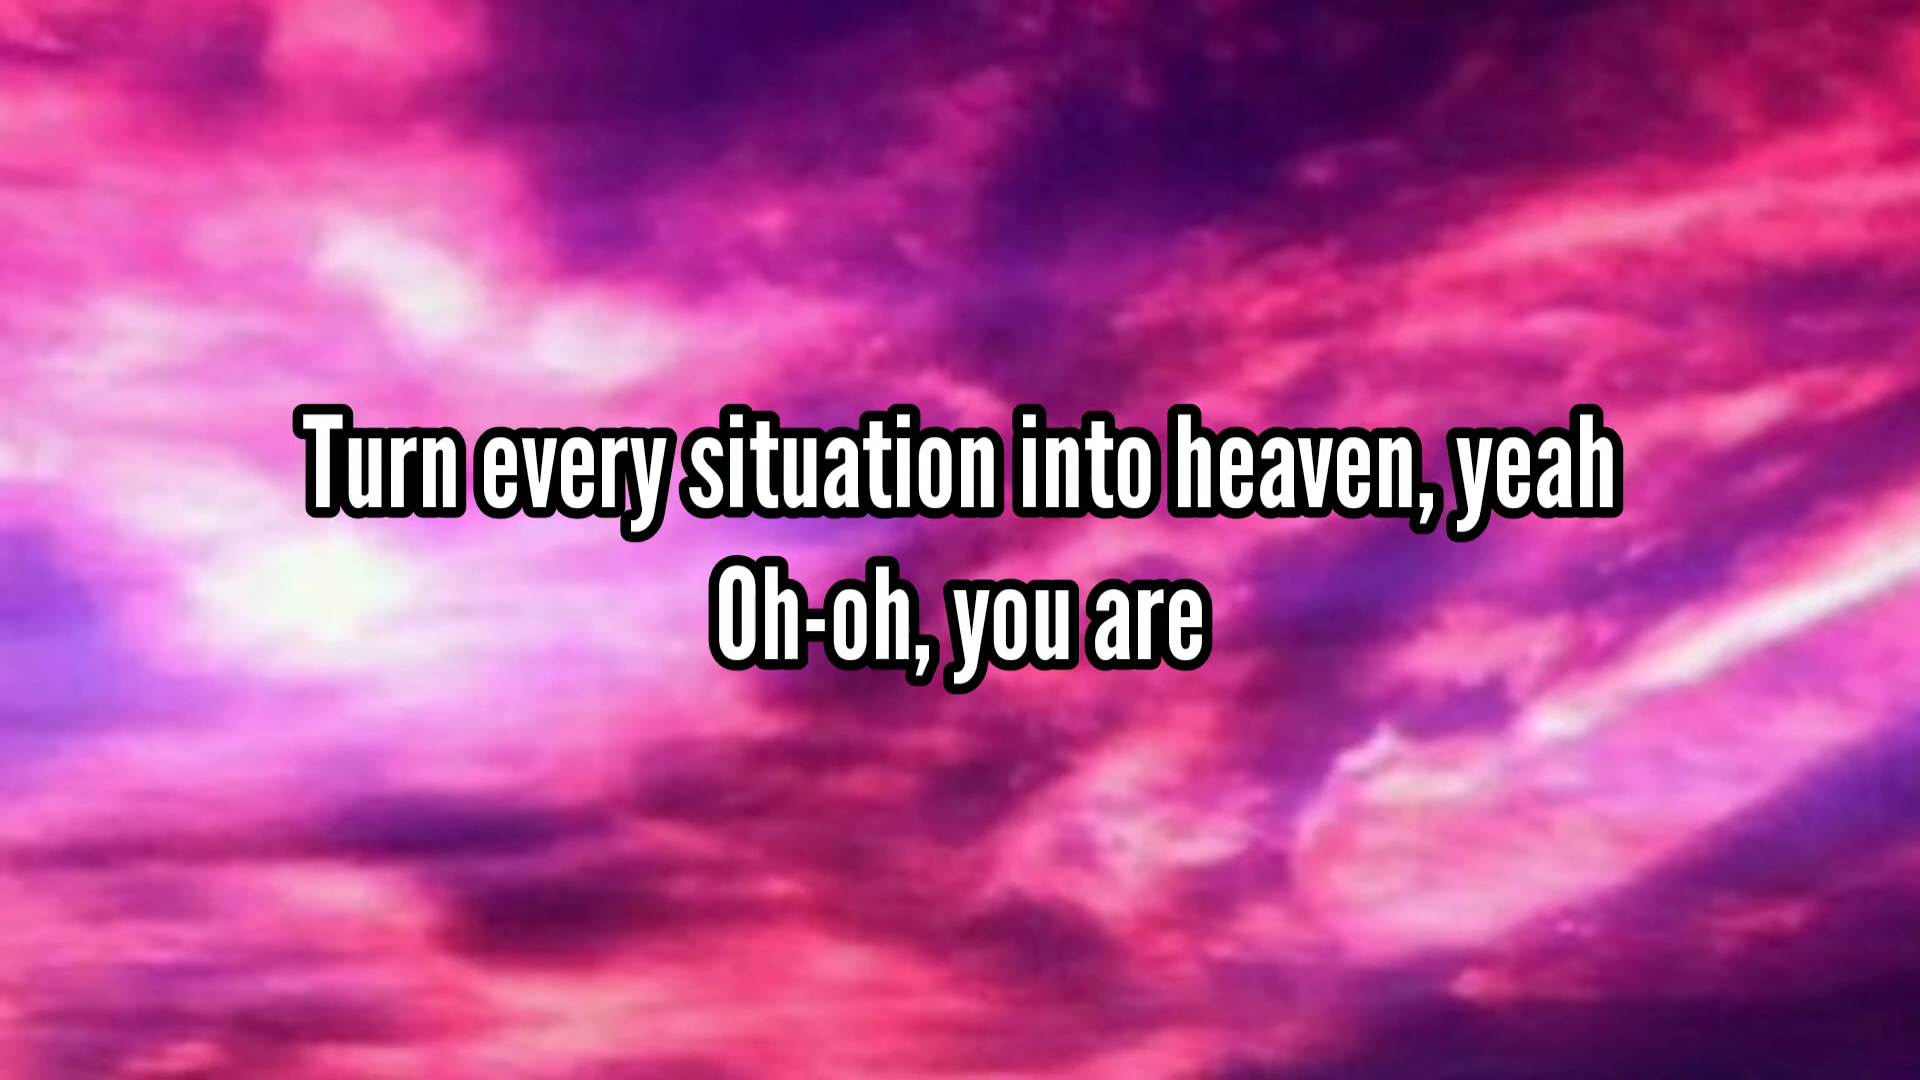 Turn every situation into heaven, yeah
Oh-oh, you are